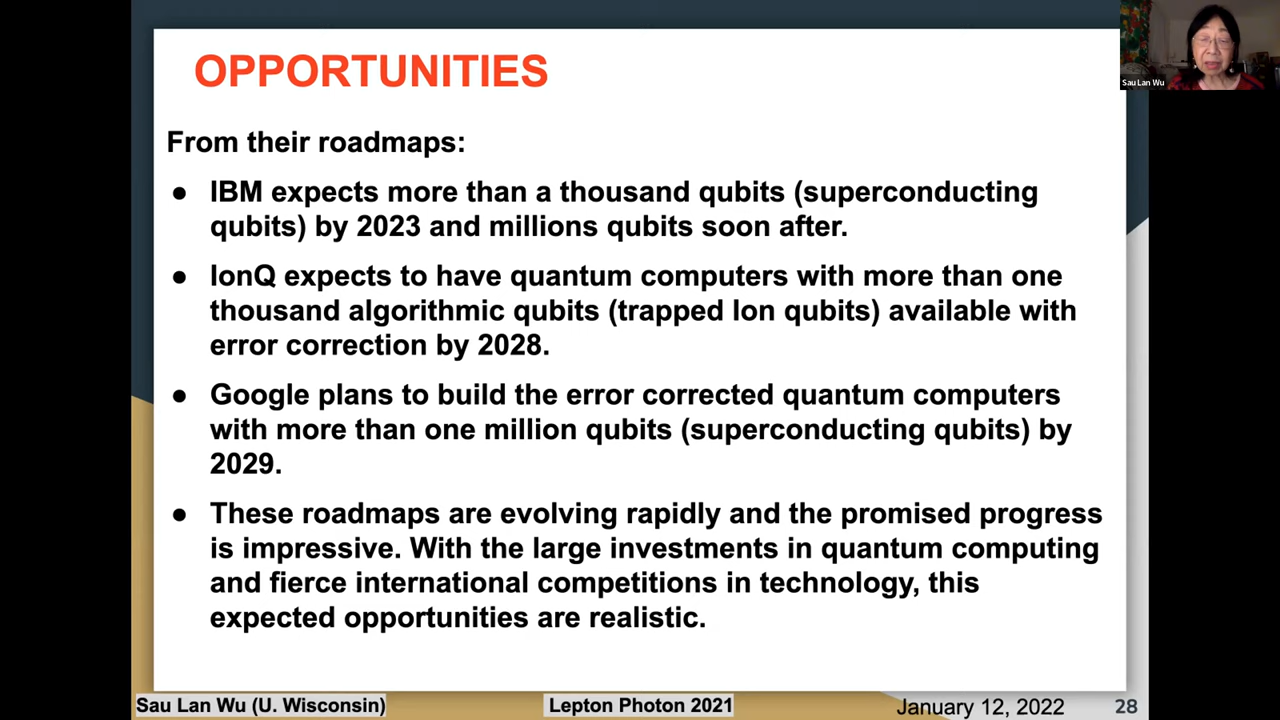 OPPORTUNITIES
Sau Lan Wu
From their roadmaps:
● IBM expects more than a thousand qubits (superconducting
qubits) by 2023 and millions qubits soon after.
● IonQ expects to have quantum computers with more than one
thousand algorithmic qubits (trapped Ion qubits) available with
error correction by 2028.
● Google plans to build the error corrected quantum computers
with more than one million qubits (superconducting qubits) by
2029.
● These roadmaps are evolving rapidly and the promised progress
is impressive. With the large investments in quantum computing
and fierce international competitions in technology, this
expected opportunities are realistic.
Sau Lan Wu (U. Wisconsin) Lepton Photon 2021 January 12, 2022 28